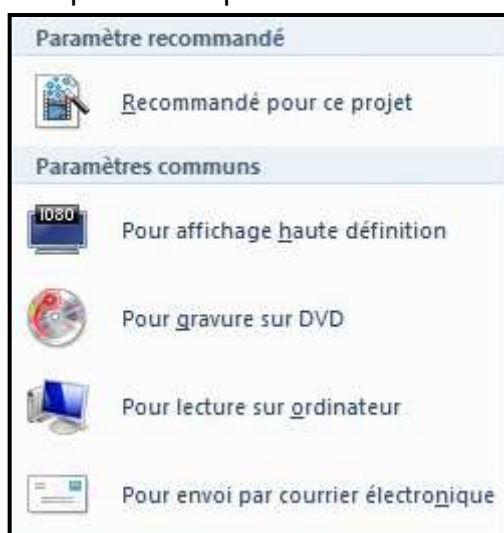 Paramètre recommandé
Recommandé pour ce projet
Paramètres communs
1080
Pour affichage haute définition
Pour gravure sur DVD
Pour lecture sur ordinateur
Pour envoi par courrier électronique